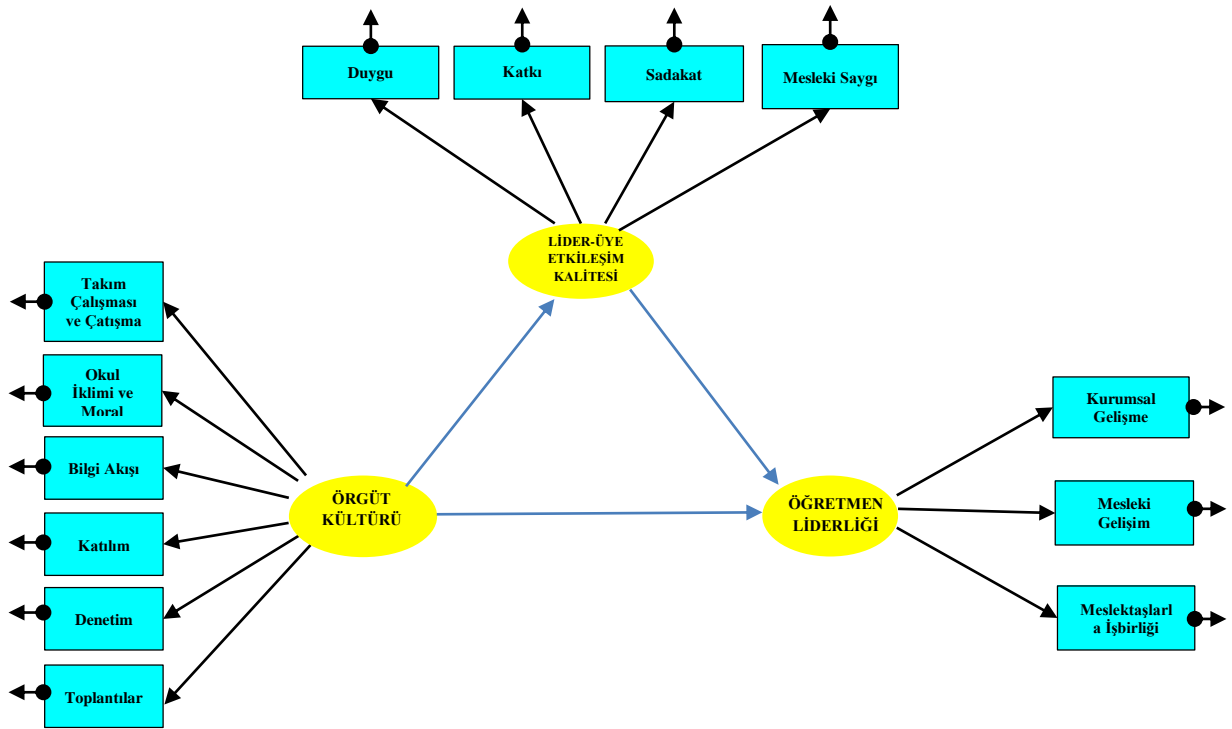 Duygu
Katkı
Sadakat
Mesleki Saygı
LİDER-ÜYE
ETKİLEŞİM
KALİTESİ
Takım
Çalışması
ve Çatışma
Okul
İklimi ve
Moral
Bilgi Akışı
Katılım
Denetim
Toplantılar
ÖRGÜT
KÜLTÜRÜ
ÖĞRETMEN
LİDERLİĞİ
Kurumsal
Gelişme
Mesleki
Gelişim
Meslektaşlarl
a İşbirliği